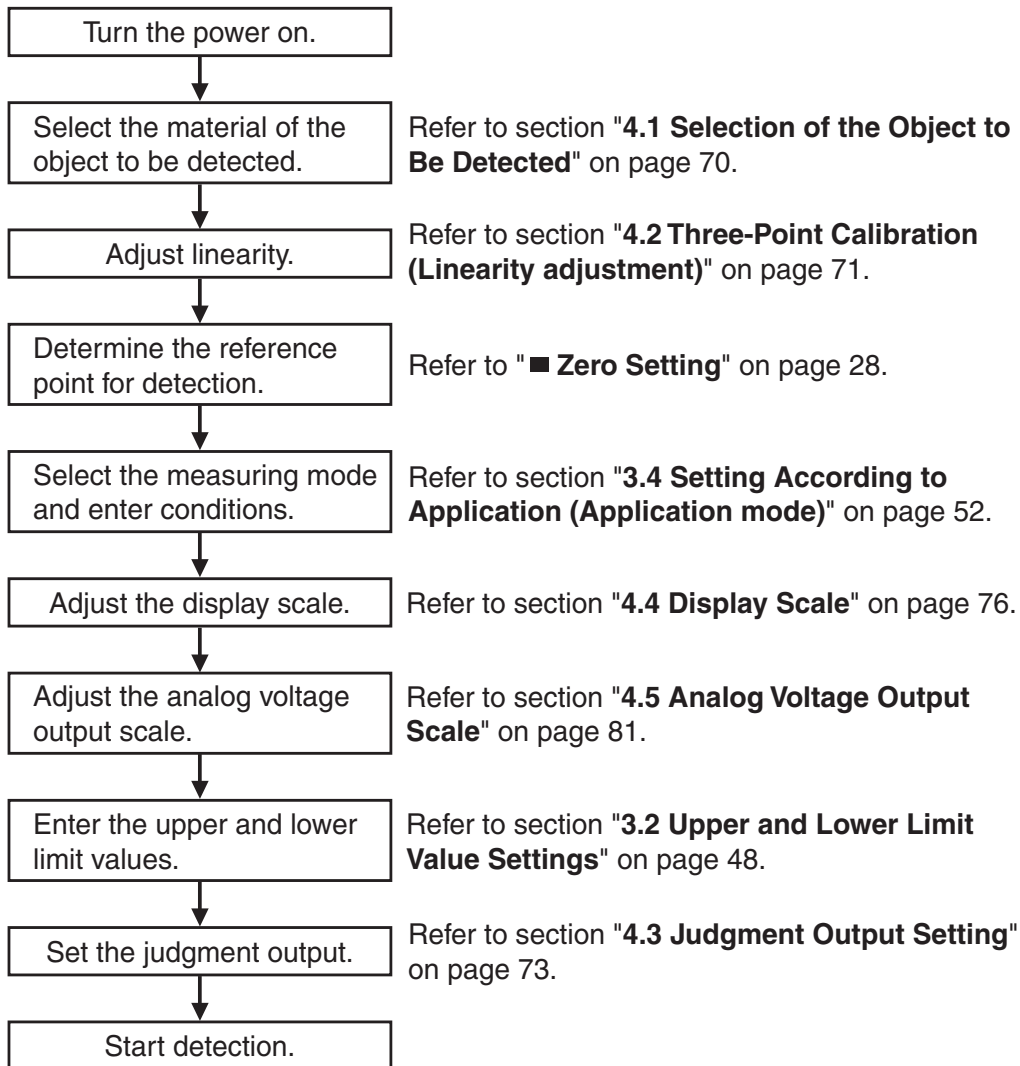 Turn the power on.
Select the material of the
object to be detected.
Refer to section "4.1 Selection of the Object to
Be Detected" on page 70.
Adjust linearity.
Refer to section "4.2 Three-Point Calibration
(Linearity adjustment)" on page 71.
Determine the reference
point for detection.
Refer to "■ Zero Setting" on page 28.
Select the measuring mode
and enter conditions.
Refer to section "3.4 Setting According to
Application (Application mode)" on page 52.
Adjust the display scale.
Refer to section "4.4 Display Scale" on page 76.
Adjust the analog voltage
output scale.
Refer to section "4.5 Analog Voltage Output
Scale" on page 81.
Enter the upper and lower
limit values.
Refer to section "3.2 Upper and Lower Limit
Value Settings" on page 48.
Set the judgment output.
Refer to section "4.3 Judgment Output Setting"
on page 73.
Start detection.